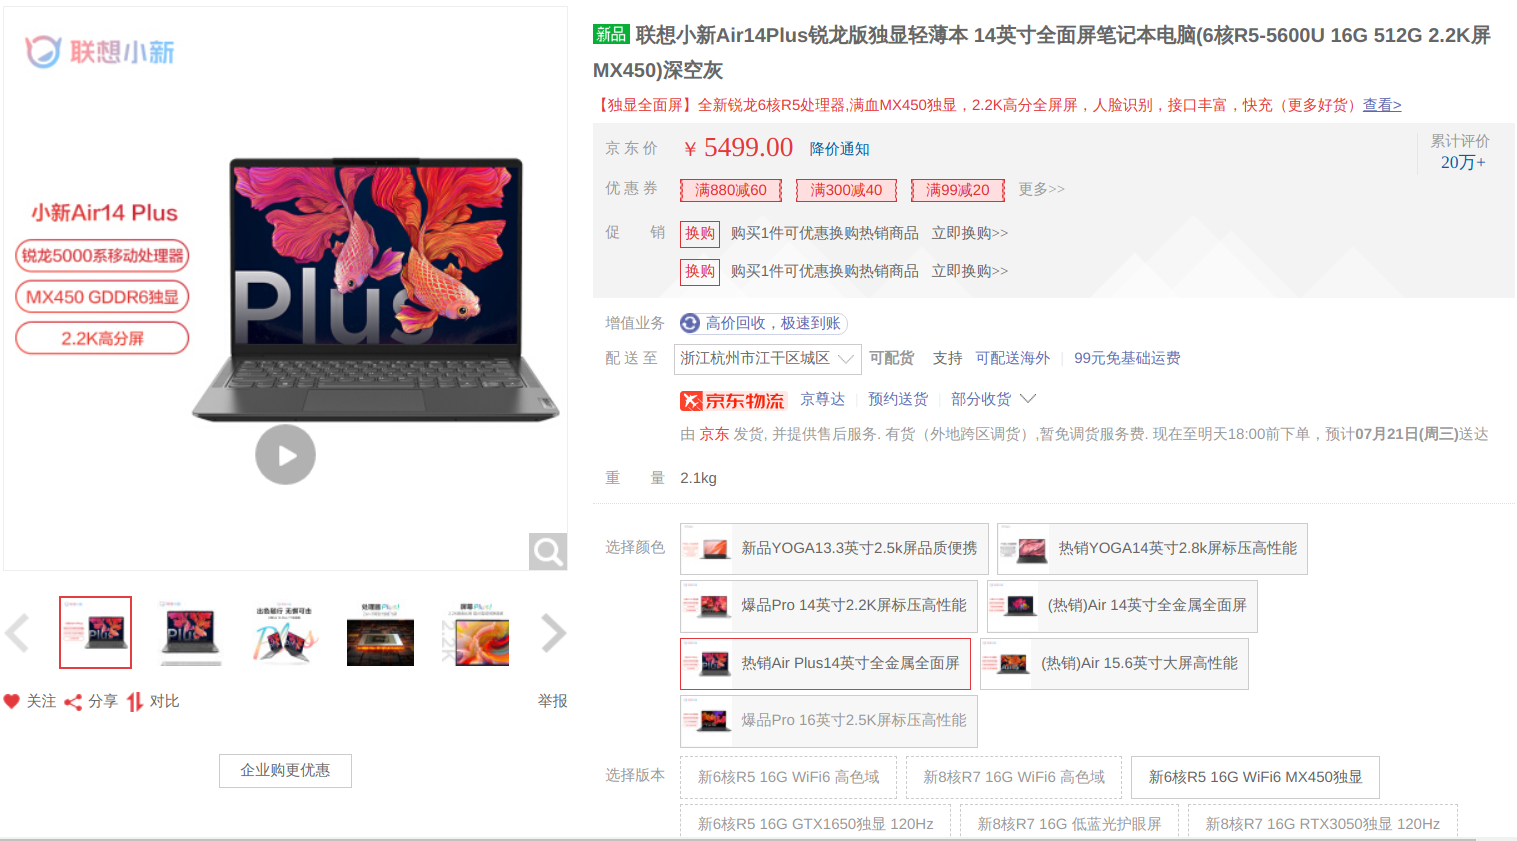 联想小新
小新Air14 Plus
锐龙5000系移动处理器
MX450 GDDR6独显
2.2K高分屏
Plus
关注
分享
对比
举报
企业购更优惠
新品 联想小新Air14Plus锐龙版独显轻薄本 14英寸全面屏笔记本电脑(6核R5-5600U 16G 512G 2.2K屏
MX450)深空灰
【独显全面屏】全新锐龙6核R5处理器,满血MX450独显，2.2K高分全屏屏，人脸识别，接口丰富，快充（更多好货）查看>
京东价 ￥5499.00 降价通知
累计评价
20万+
优惠券 满880减60 满300减40 满99减20 更多>>
促 销 换购 购买1件可优惠换购热销商品 立即换购>>
换购 购买1件可优惠换购热销商品 立即换购>>
增值业务 高价回收，极速到账
配送至 浙江杭州市江干区城区 可配货 支持 可配送海外 99元免基础运费
京东物流 京尊达 预约送货 部分收货
由 京东 发货, 并提供售后服务. 有货（外地跨区调货）,暂免调货服务费. 现在至明天18:00前下单，预计07月21日(周三)送达
重 量 2.1kg
选择颜色 新品YOGA13.3英寸2.5k屏品质便携 热销YOGA14英寸2.8k屏标压高性能
爆品Pro 14英寸2.2K屏标压高性能 (热销)Air 14英寸全金属全面屏
热销Air Plus14英寸全金属全面屏 (热销)Air 15.6英寸大屏高性能
爆品Pro 16英寸2.5K屏标压高性能
选择版本 新6核R5 16G WiFi6 高色域 新8核R7 16G WiFi6 高色域 新6核R5 16G WiFi6 MX450独显
新6核R5 16G GTX1650独显 120Hz 新8核R7 16G 低蓝光护眼屏 新8核R7 16G RTX3050独显 120Hz